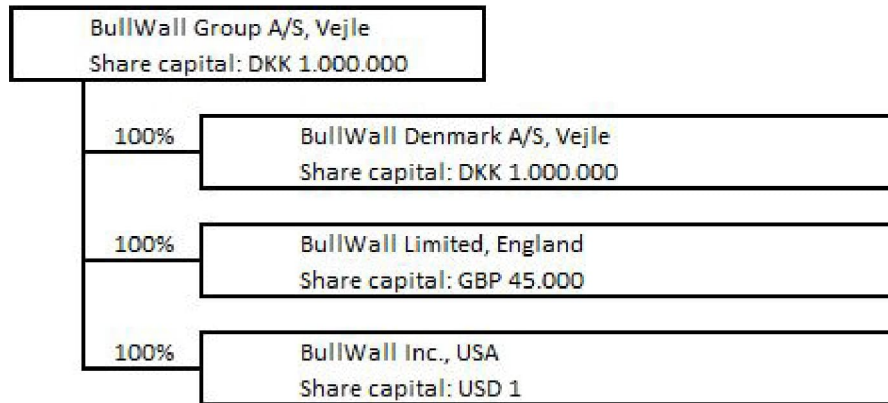 BullWall Group A/S, Vejle
Share capital: DKK 1.000.000
100%
BullWall Denmark A/S, Vejle
Share capital: DKK 1.000.000
100%
BullWall Limited, England
Share capital: GBP 45.000
100%
BullWall Inc., USA
Share capital: USD 1